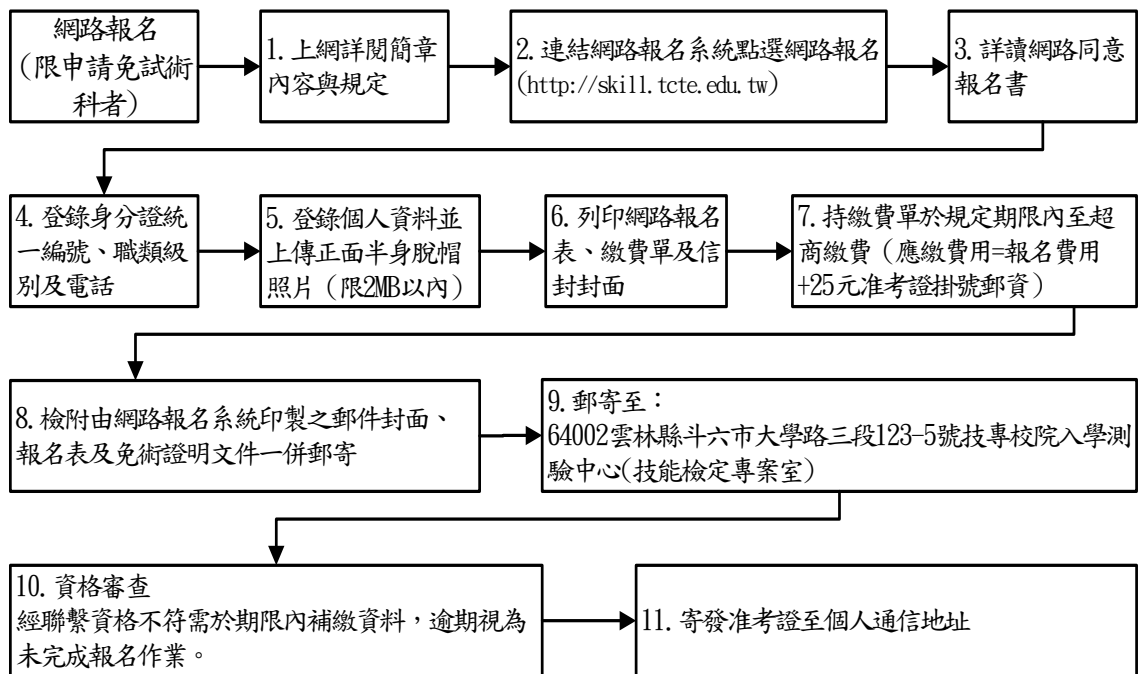 網路報名
(限申請免試術
科者)
1. 上網詳閱簡章
內容與規定
2. 連結網路報名系統點選網路報名
(http://skill.tcte.edu.tw)
3. 詳讀網路同意
報名書
4. 登錄身分證統
一編號、職類級
別及電話
5. 登錄個人資料並
上傳正面半身脫帽
照片（限2MB以內）
6. 列印網路報名
表、繳費單及信
封封面
7. 持繳費單於規定期限內至超
商繳費（應繳費用=報名費用
+25元准考證掛號郵資）
8. 檢附由網路報名系統印製之郵件封面、
報名表及免術證明文件一併郵寄
9. 郵寄至：
64002雲林縣斗六市大學路三段123-5號技專校院入學測
驗中心(技能檢定專案室)
10. 資格審查
經聯繫資格不符需於期限內補繳資料，逾期視為
未完成報名作業。
11. 寄發准考證至個人通信地址